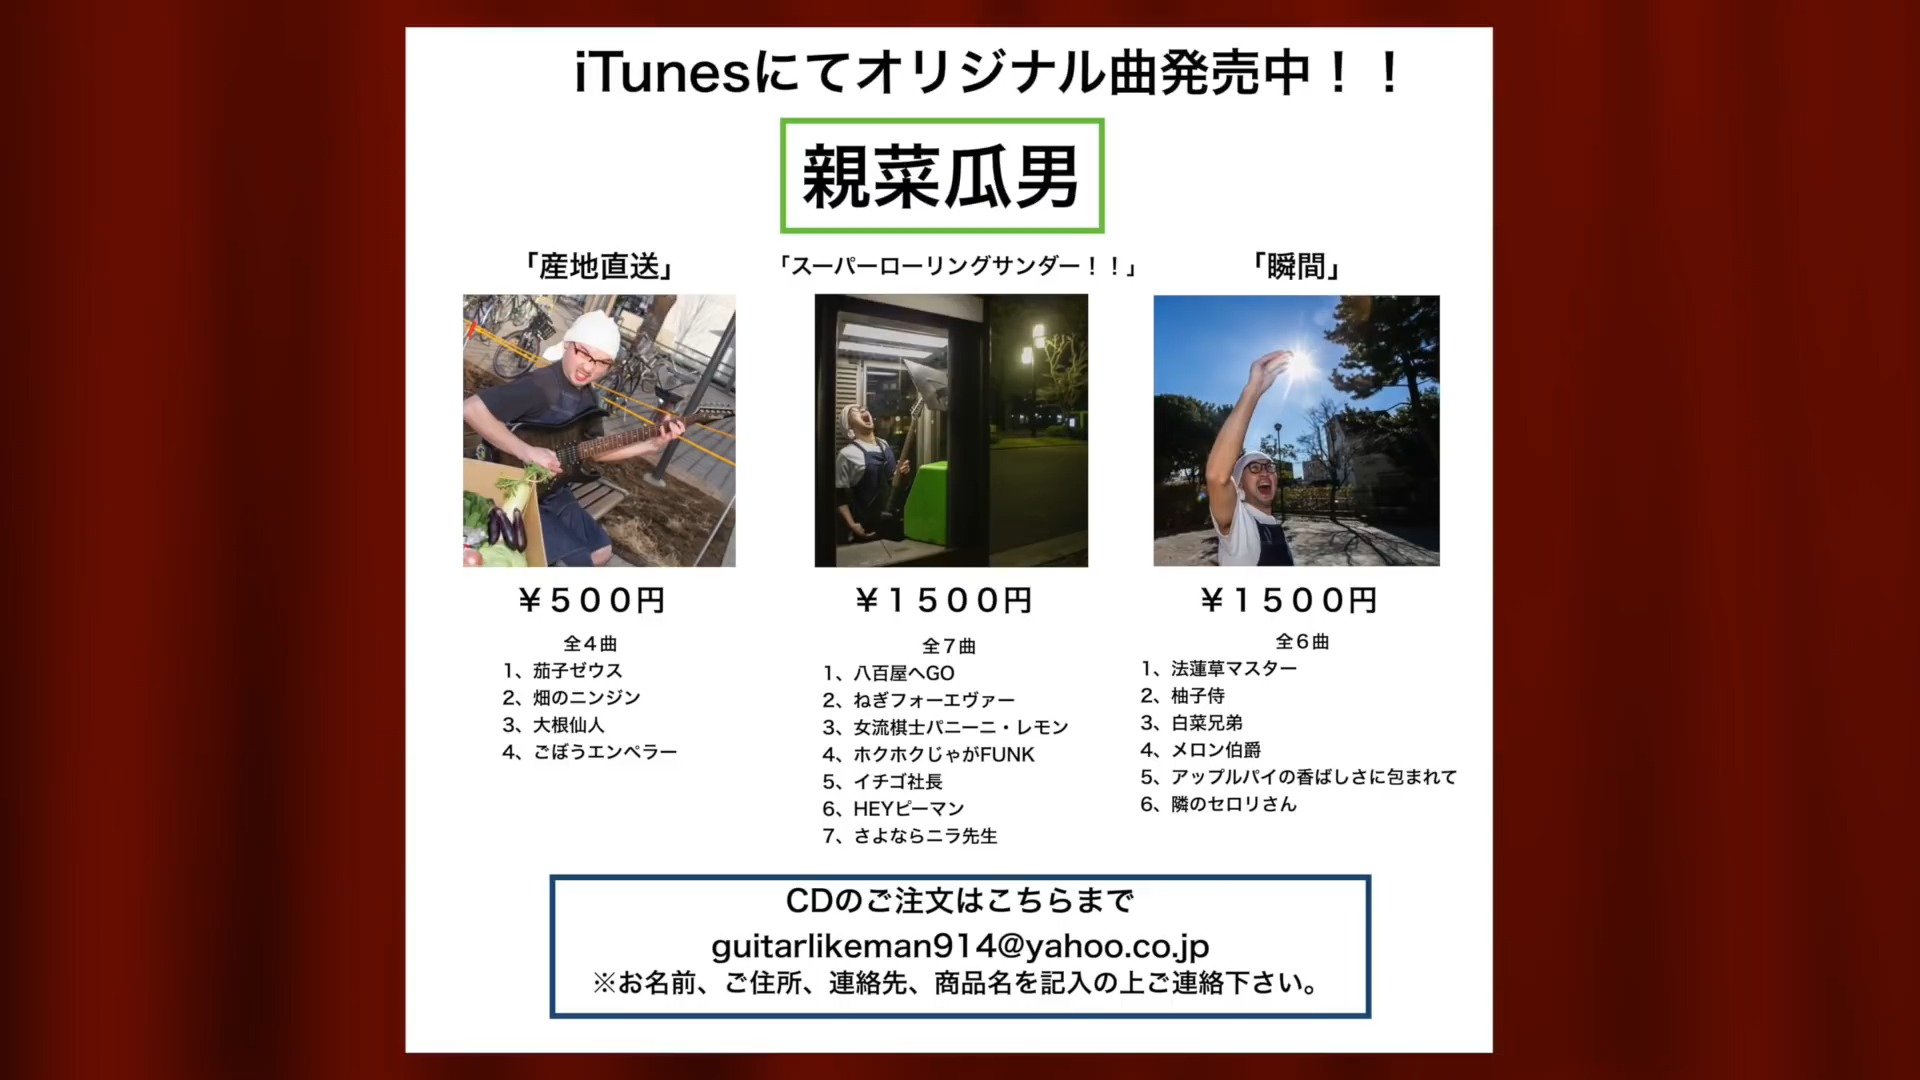 iTunesにてオリジナル曲発売中！！
親菜瓜男
「産地直送」
￥５００円
全４曲
1、茄子ゼウス
2、畑のニンジン
3、大根仙人
4、ごぼうエンペラー
「スーパーローリングサンダー！！」
￥１５００円
全７曲
1、八百屋へGO
2、ねぎフォーエヴァー
3、女流棋士パニーニ・レモン
4、ホクホクじゃがFUNK
5、イチゴ社長
6、HEYピーマン
7、さよならニラ先生
「瞬間」
￥１５００円
全６曲
1、法蓮草マスター
2、柚子侍
3、白菜兄弟
4、メロン伯爵
5、アップルパイの香ばしさに包まれて
6、隣のセロリさん
CDのご注文はこちらまで
guitarlikeman914@yahoo.co.jp
※お名前、ご住所、連絡先、商品名を記入の上ご連絡下さい。